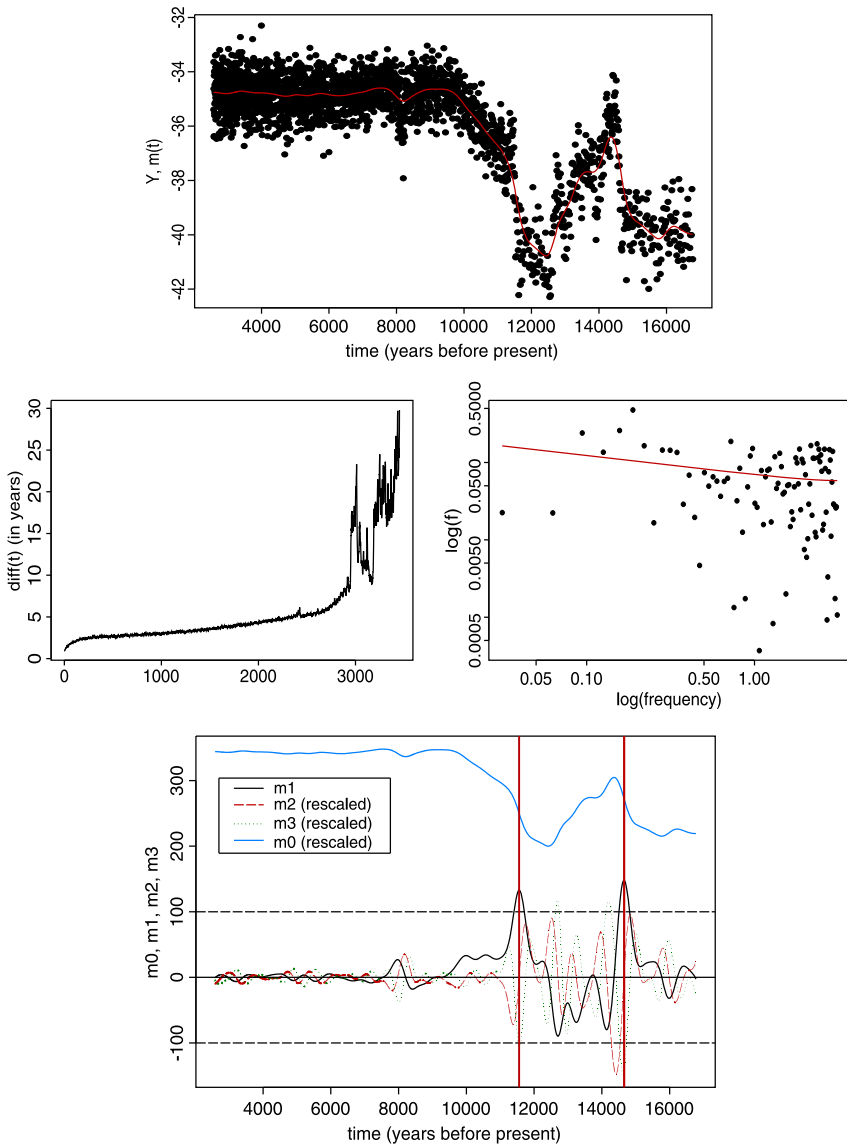 -32
-34
-36
-38
-40
-42
Y, m(t)
4000 6000 8000 10000 12000 14000 16000
time (years before present)
30
25
20
15
10
5
0
diff(t) (in years)
0 1000 2000 3000
0.5000
0.0500
0.0050
0.0005
log(f)
0.05 0.10 0.50 1.00
log(frequency)
300
200
100
0
-100
m0, m1, m2, m3
m1
m2 (rescaled)
m3 (rescaled)
m0 (rescaled)
4000 6000 8000 10000 12000 14000 16000
time (years before present)